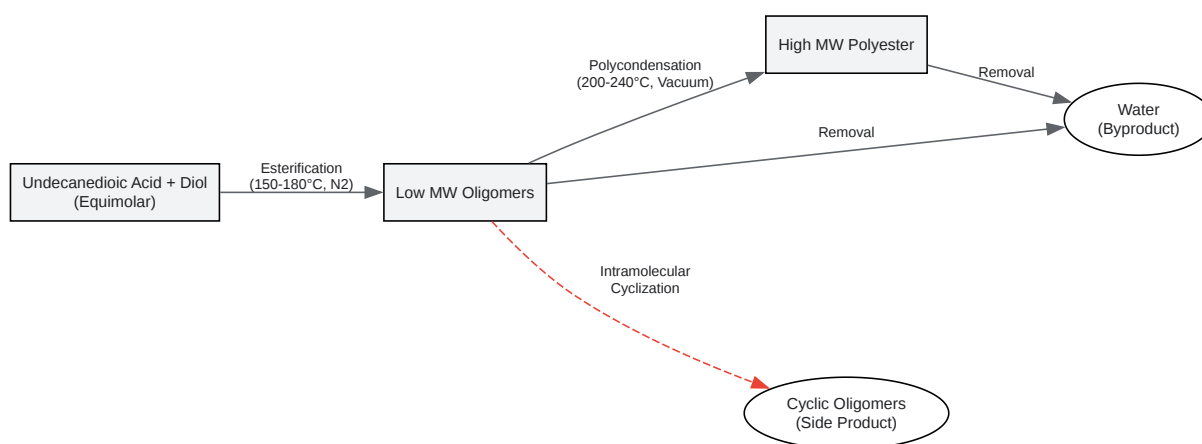 High MW Polyester
Polycondensation
(200-240°C, Vacuum)
Removal
Water
(Byproduct)
Removal
Esterification
(150-180°C, N2)
Undecanedioic Acid + Diol
(Equimolar)
Low MW Oligomers
Intramolecular
Cyclization
Cyclic Oligomers
(Side Product)